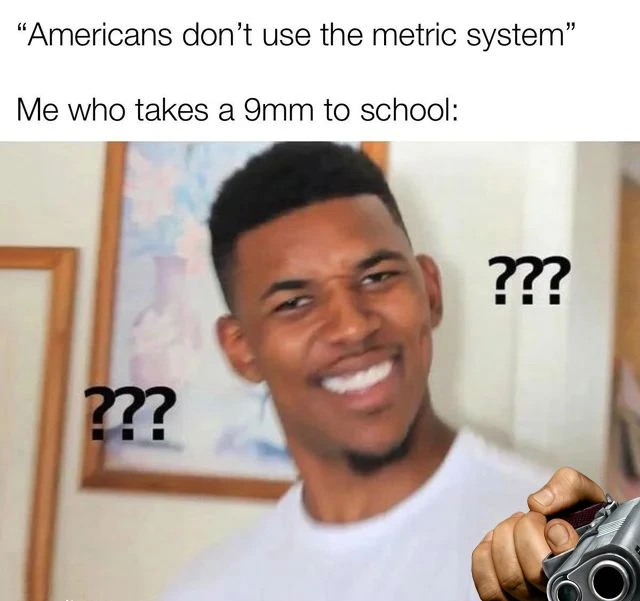 “Americans don’t use the metric system”
Me who takes a 9mm to school:
???
???